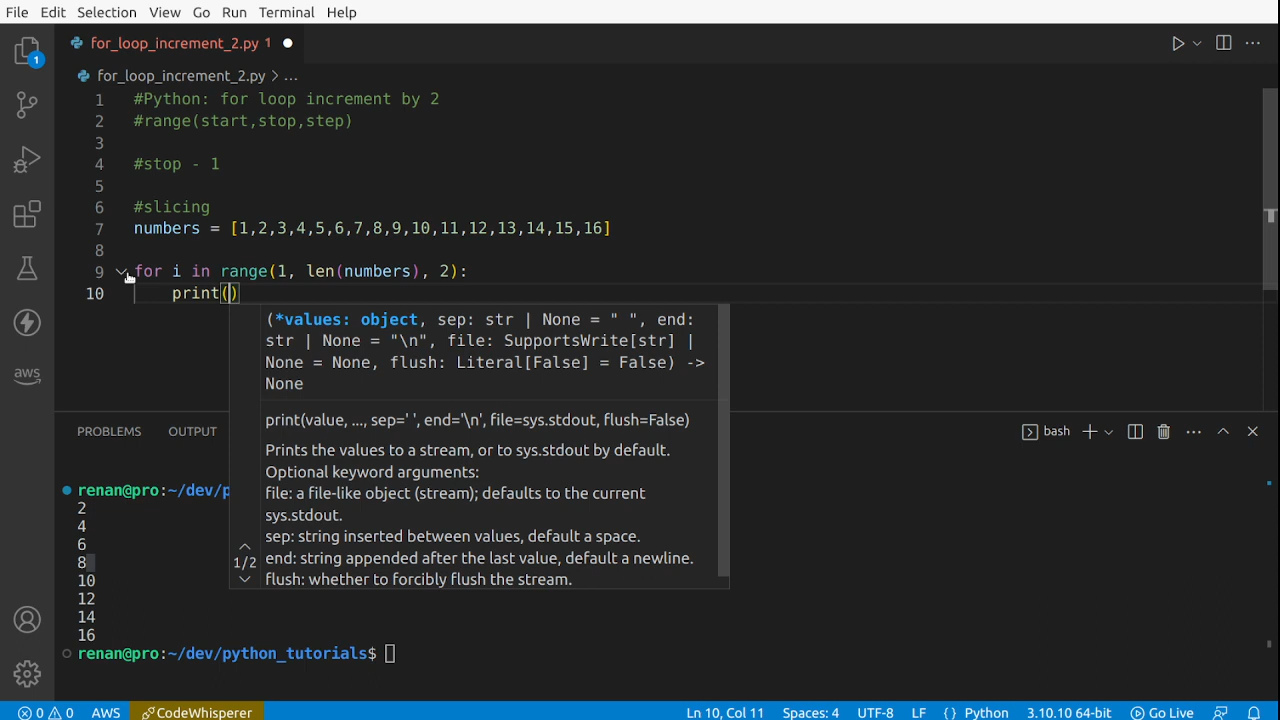 File Edit Selection View Go Run Terminal Help
for_loop_increment_2.py 1
for_loop_increment_2.py > ...
1 #Python: for loop increment by 2
2 #range(start,stop,step)
3
4 #stop - 1
5
6 #slicing
7 numbers = [1,2,3,4,5,6,7,8,9,10,11,12,13,14,15,16]
8
9 for i in range(1, len(numbers), 2):
10 print()
(*values: object, sep: str | None = " ", end:
str | None = "\n", file: SupportsWrite[str] |
None = None, flush: Literal[False] = False) ->
None
print(value, ..., sep=' ', end='\n', file=sys.stdout, flush=False)
Prints the values to a stream, or to sys.stdout by default.
Optional keyword arguments:
file: a file-like object (stream); defaults to the current
sys.stdout.
sep: string inserted between values, default a space.
end: string appended after the last value, default a newline.
flush: whether to forcibly flush the stream.
1/2
1
aws
PROBLEMS OUTPUT bash
renan@pro:~/dev/p
2
4
6
8
10
12
14
16
renan@pro:~/dev/python_tutorials$
0 0 AWS CodeWhisperer Ln 10, Col 11 Spaces: 4 UTF-8 LF {} Python 3.10.10 64-bit Go Live